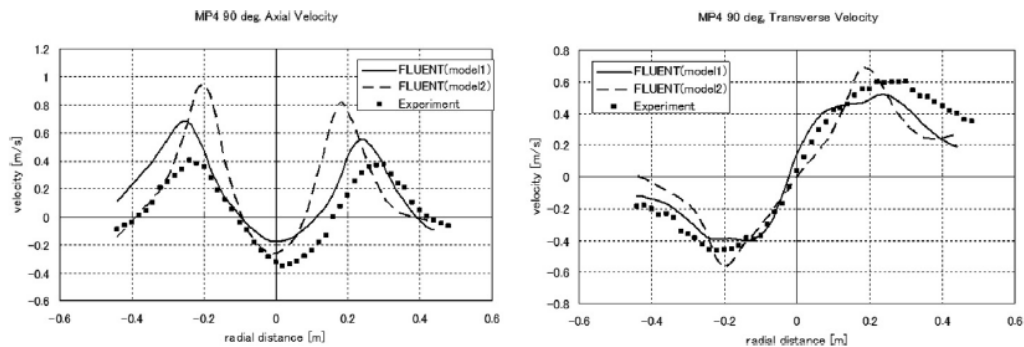 MP4 90 deg, Axial Velocity
1.2
1
0.8
0.6
0.4
0.2
0
-0.2
-0.4
-0.6
velocity [m/s]
FLUENT(model1)
FLUENT(model2)
Experiment
-0.6
-0.4
-0.2
0
0.2
0.4
0.6
radial distance [m]
MP4 90 deg, Transverse Velocity
0.8
0.6
0.4
0.2
0
-0.2
-0.4
-0.6
0.8
velocity [m/s]
FLUENT(model1)
FLUENT(model2)
Experiment
-0.6
-0.4
-0.2
0
0.2
0.4
0.6
radial distance [m]